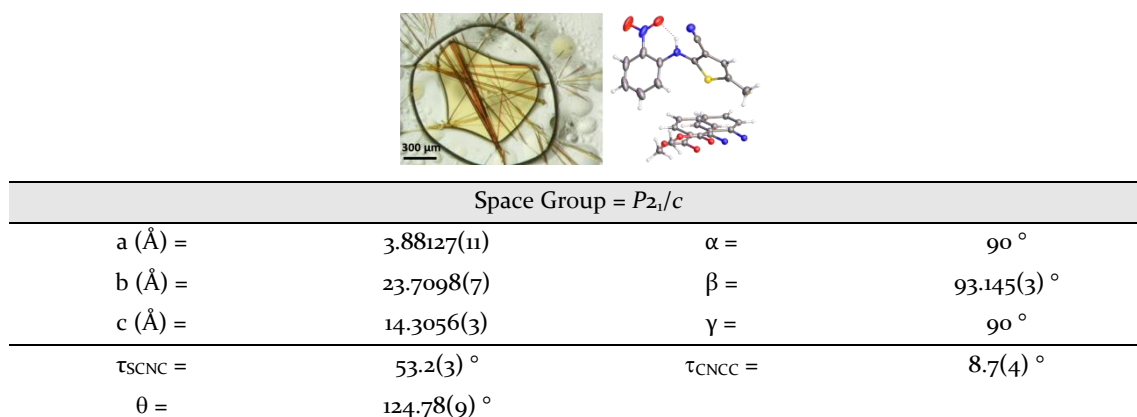 300 μm
Space Group = P2₁/c
a (Å) = 3.88127(11) α = 90 °
b (Å) = 23.7098(7) β = 93.145(3) °
c (Å) = 14.3056(3) γ = 90 °
τSCNC = 53.2(3) ° τCNCC = 8.7(4) °
θ = 124.78(9) °